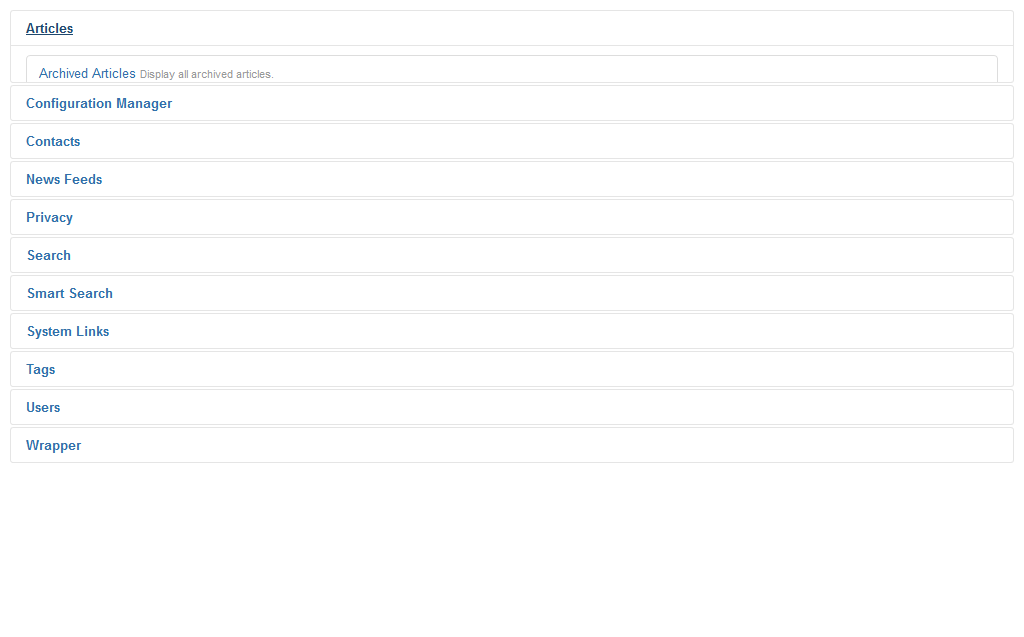 Articles
Archived Articles Display all archived articles.
Configuration Manager
Contacts
News Feeds
Privacy
Search
Smart Search
System Links
Tags
Users
Wrapper